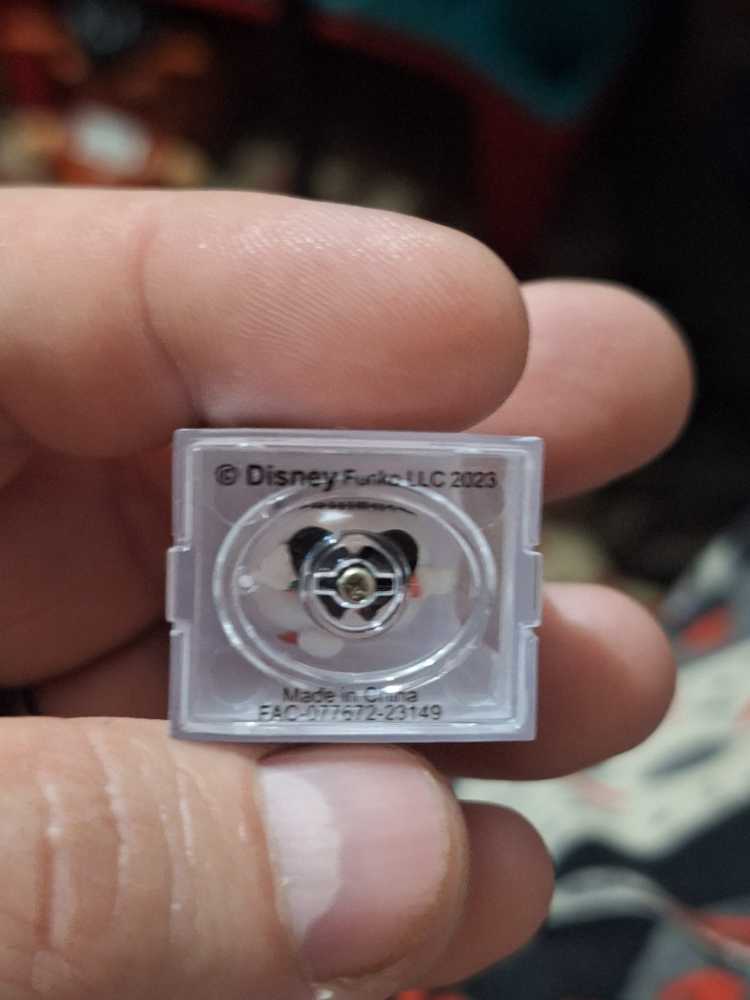 © Disney Funko LLC 2023
Made in China
FAC-077672-23149